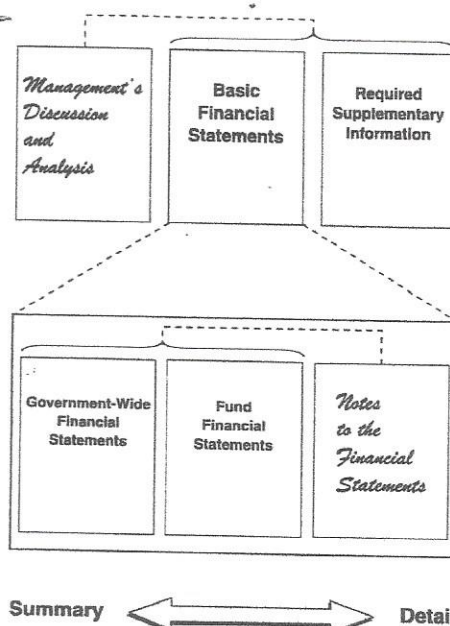 Management's
Discussion
and
Analysis
Basic
Financial
Statements
Required
Supplementary
Information
Government-Wide
Financial
Statements
Fund
Financial
Statements
Notes
to the
Financial
Statements
Summary
Detai